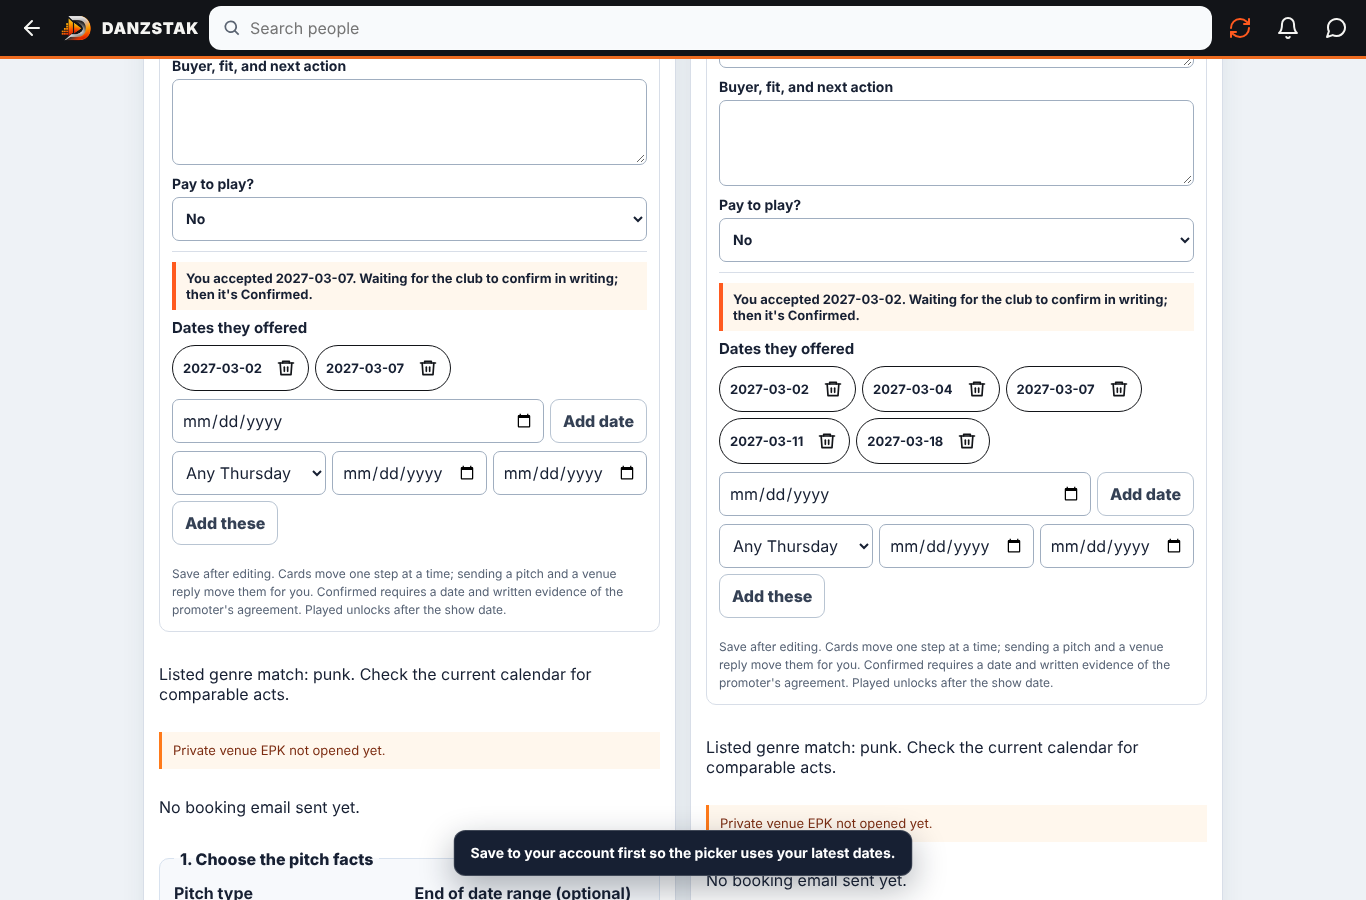 DANZSTAK
Search people
Buyer, fit, and next action
Pay to play?
No
You accepted 2027-03-07. Waiting for the club to confirm in writing;
then it's Confirmed.
Dates they offered
2027-03-02
2027-03-07
mm/dd/yyyy
Add date
Any Thursday
mm/dd/yyyy
mm/dd/yyyy
Add these
Save after editing. Cards move one step at a time; sending a pitch and a venue
reply move them for you. Confirmed requires a date and written evidence of the
promoter's agreement. Played unlocks after the show date.
Listed genre match: punk. Check the current calendar for
comparable acts.
Private venue EPK not opened yet.
No booking email sent yet.
1. Choose the pitch facts
Pitch type
End of date range (optional)
Buyer, fit, and next action
Pay to play?
No
You accepted 2027-03-02. Waiting for the club to confirm in writing;
then it's Confirmed.
Dates they offered
2027-03-02
2027-03-04
2027-03-07
2027-03-11
2027-03-18
mm/dd/yyyy
Add date
Any Thursday
mm/dd/yyyy
mm/dd/yyyy
Add these
Save after editing. Cards move one step at a time; sending a pitch and a venue
reply move them for you. Confirmed requires a date and written evidence of the
promoter's agreement. Played unlocks after the show date.
Listed genre match: punk. Check the current calendar for
comparable acts.
Private venue EPK not opened yet.
No booking email sent yet.
Save to your account first so the picker uses your latest dates.